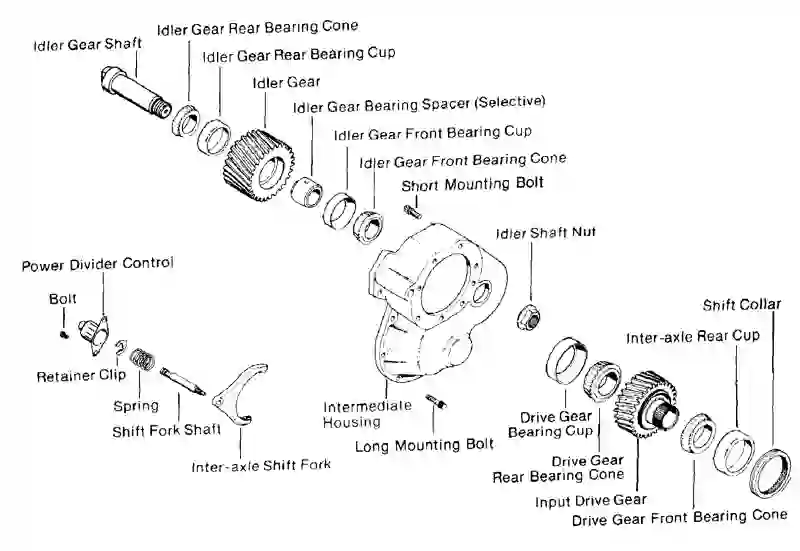 Idler Gear Rear Bearing Cone
Idler Gear Shaft
Idler Gear Rear Bearing Cup
Idler Gear
Idler Gear Bearing Spacer (Selective)
Idler Gear Front Bearing Cup
Idler Gear Front Bearing Cone
Short Mounting Bolt
Idler Shaft Nut
Power Divider Control
Bolt
Shift Collar
Inter-axle Rear Cup
Retainer Clip
Spring
Shift Fork Shaft
Inter-axle Shift Fork
Intermediate
Housing
Long Mounting Bolt
Drive Gear
Bearing Cup
Drive Gear
Rear Bearing Cone
Input Drive Gear
Drive Gear Front Bearing Cone